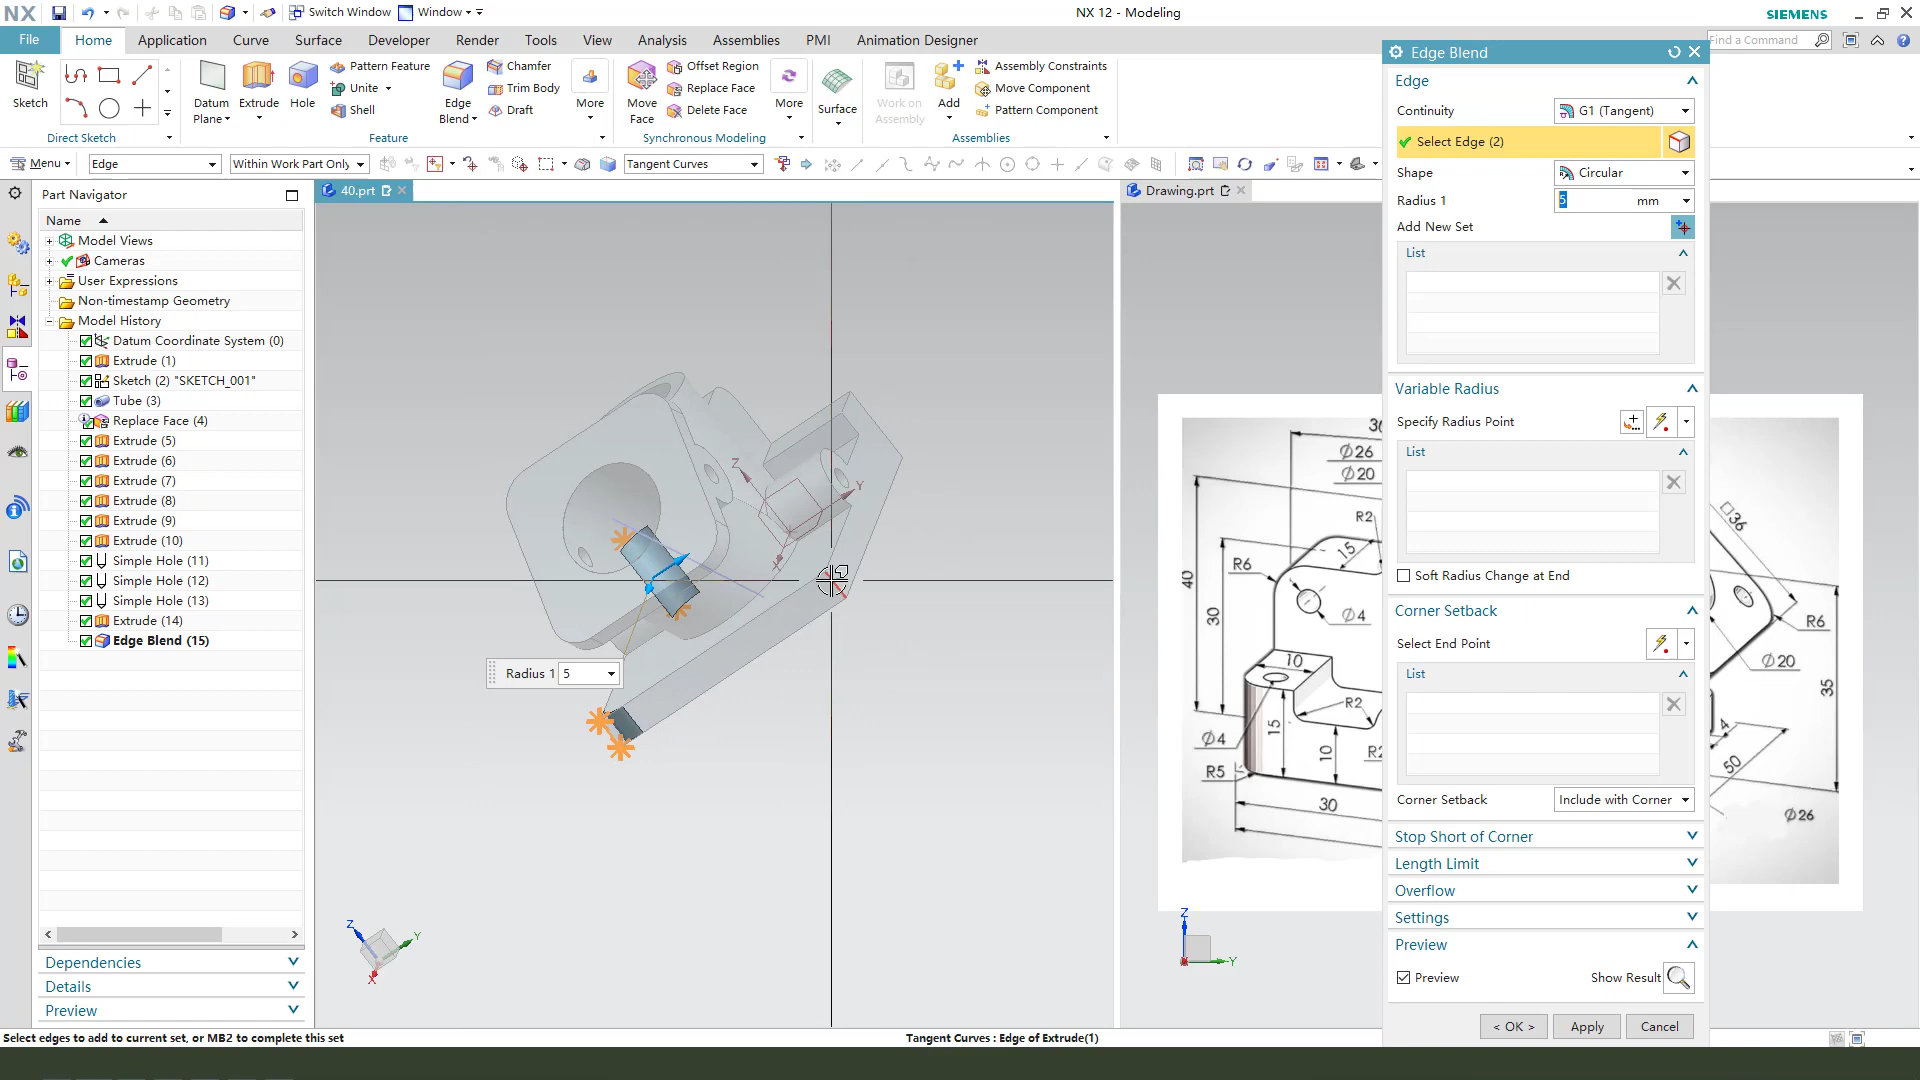 NX
Switch Window
Window
NX 12 - Modeling
SIEMENS
File
Home
Application
Curve
Surface
Feature
Developer
Render
Tools
View
Analysis
Assemblies
PMI
Animation Designer
Find a Command
Sketch
Direct Sketch
Datum
Plane
Extrude
Hole
Pattern Feature
Unite
Shell
Edge
Blend
Chamfer
Trim Body
Draft
More
Feature
Move
Face
Offset Region
Replace Face
Delete Face
More
Synchronous Modeling
Surface
Work on
Assembly
Add
Assembly Constraints
Move Component
Pattern Component
Assemblies
Menu
Edge
Within Work Part Only
Tangent Curves
Part Navigator
Name
Model Views
Cameras
User Expressions
Non-timestamp Geometry
Model History
Datum Coordinate System (0)
Extrude (1)
Sketch (2) "SKETCH_001"
Tube (3)
Replace Face (4)
Extrude (5)
Extrude (6)
Extrude (7)
Extrude (8)
Extrude (9)
Extrude (10)
Simple Hole (11)
Simple Hole (12)
Simple Hole (13)
Extrude (14)
Edge Blend (15)
Dependencies
Details
Preview
40.prt
Z
Y
X
Radius 1 5
Z
Y
X
Drawing.prt
Ø26
Ø20
R2
15
R6
40
30
Ø4
10
R2
15
10
Ø4
R5
30
□36
R6
Ø20
35
4
50
Ø26
Z
Y
Edge Blend
Edge
Continuity
G1 (Tangent)
Select Edge (2)
Shape
Circular
Radius 1
5
mm
Add New Set
List
Variable Radius
Specify Radius Point
List
Soft Radius Change at End
Corner Setback
Select End Point
List
Corner Setback
Include with Corner
Stop Short of Corner
Length Limit
Overflow
Settings
Preview
Preview
Show Result
< OK >
Apply
Cancel
Select edges to add to current set, or MB2 to complete this set
Tangent Curves : Edge of Extrude(1)